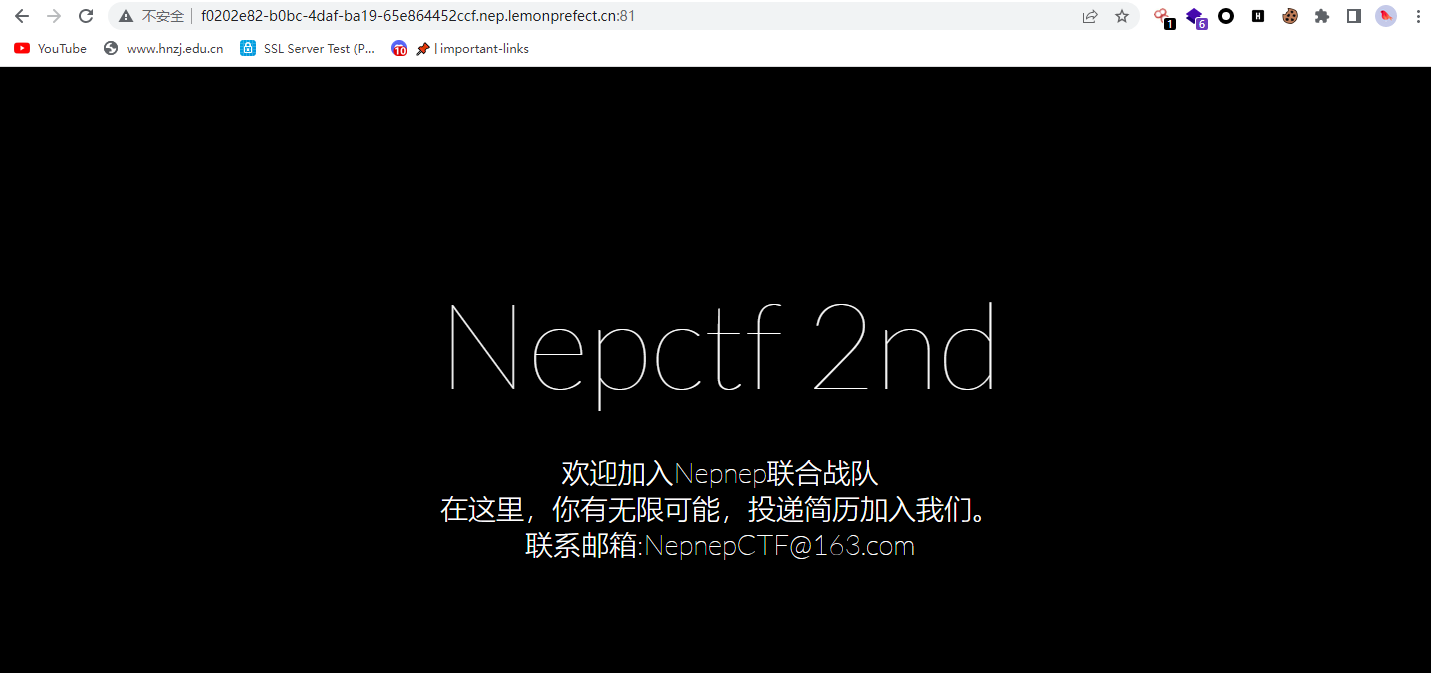 不安全 f0202e82-b0bc-4daf-ba19-65e864452ccf.nep.lemonprefect.cn:81
1 6 H
YouTube www.hnzj.edu.cn SSL Server Test (P... 10 | important-links
Nepctf 2nd
欢迎加入Nepnep联合战队
在这里，你有无限可能，投递简历加入我们。
联系邮箱:NepnepCTF@163.com